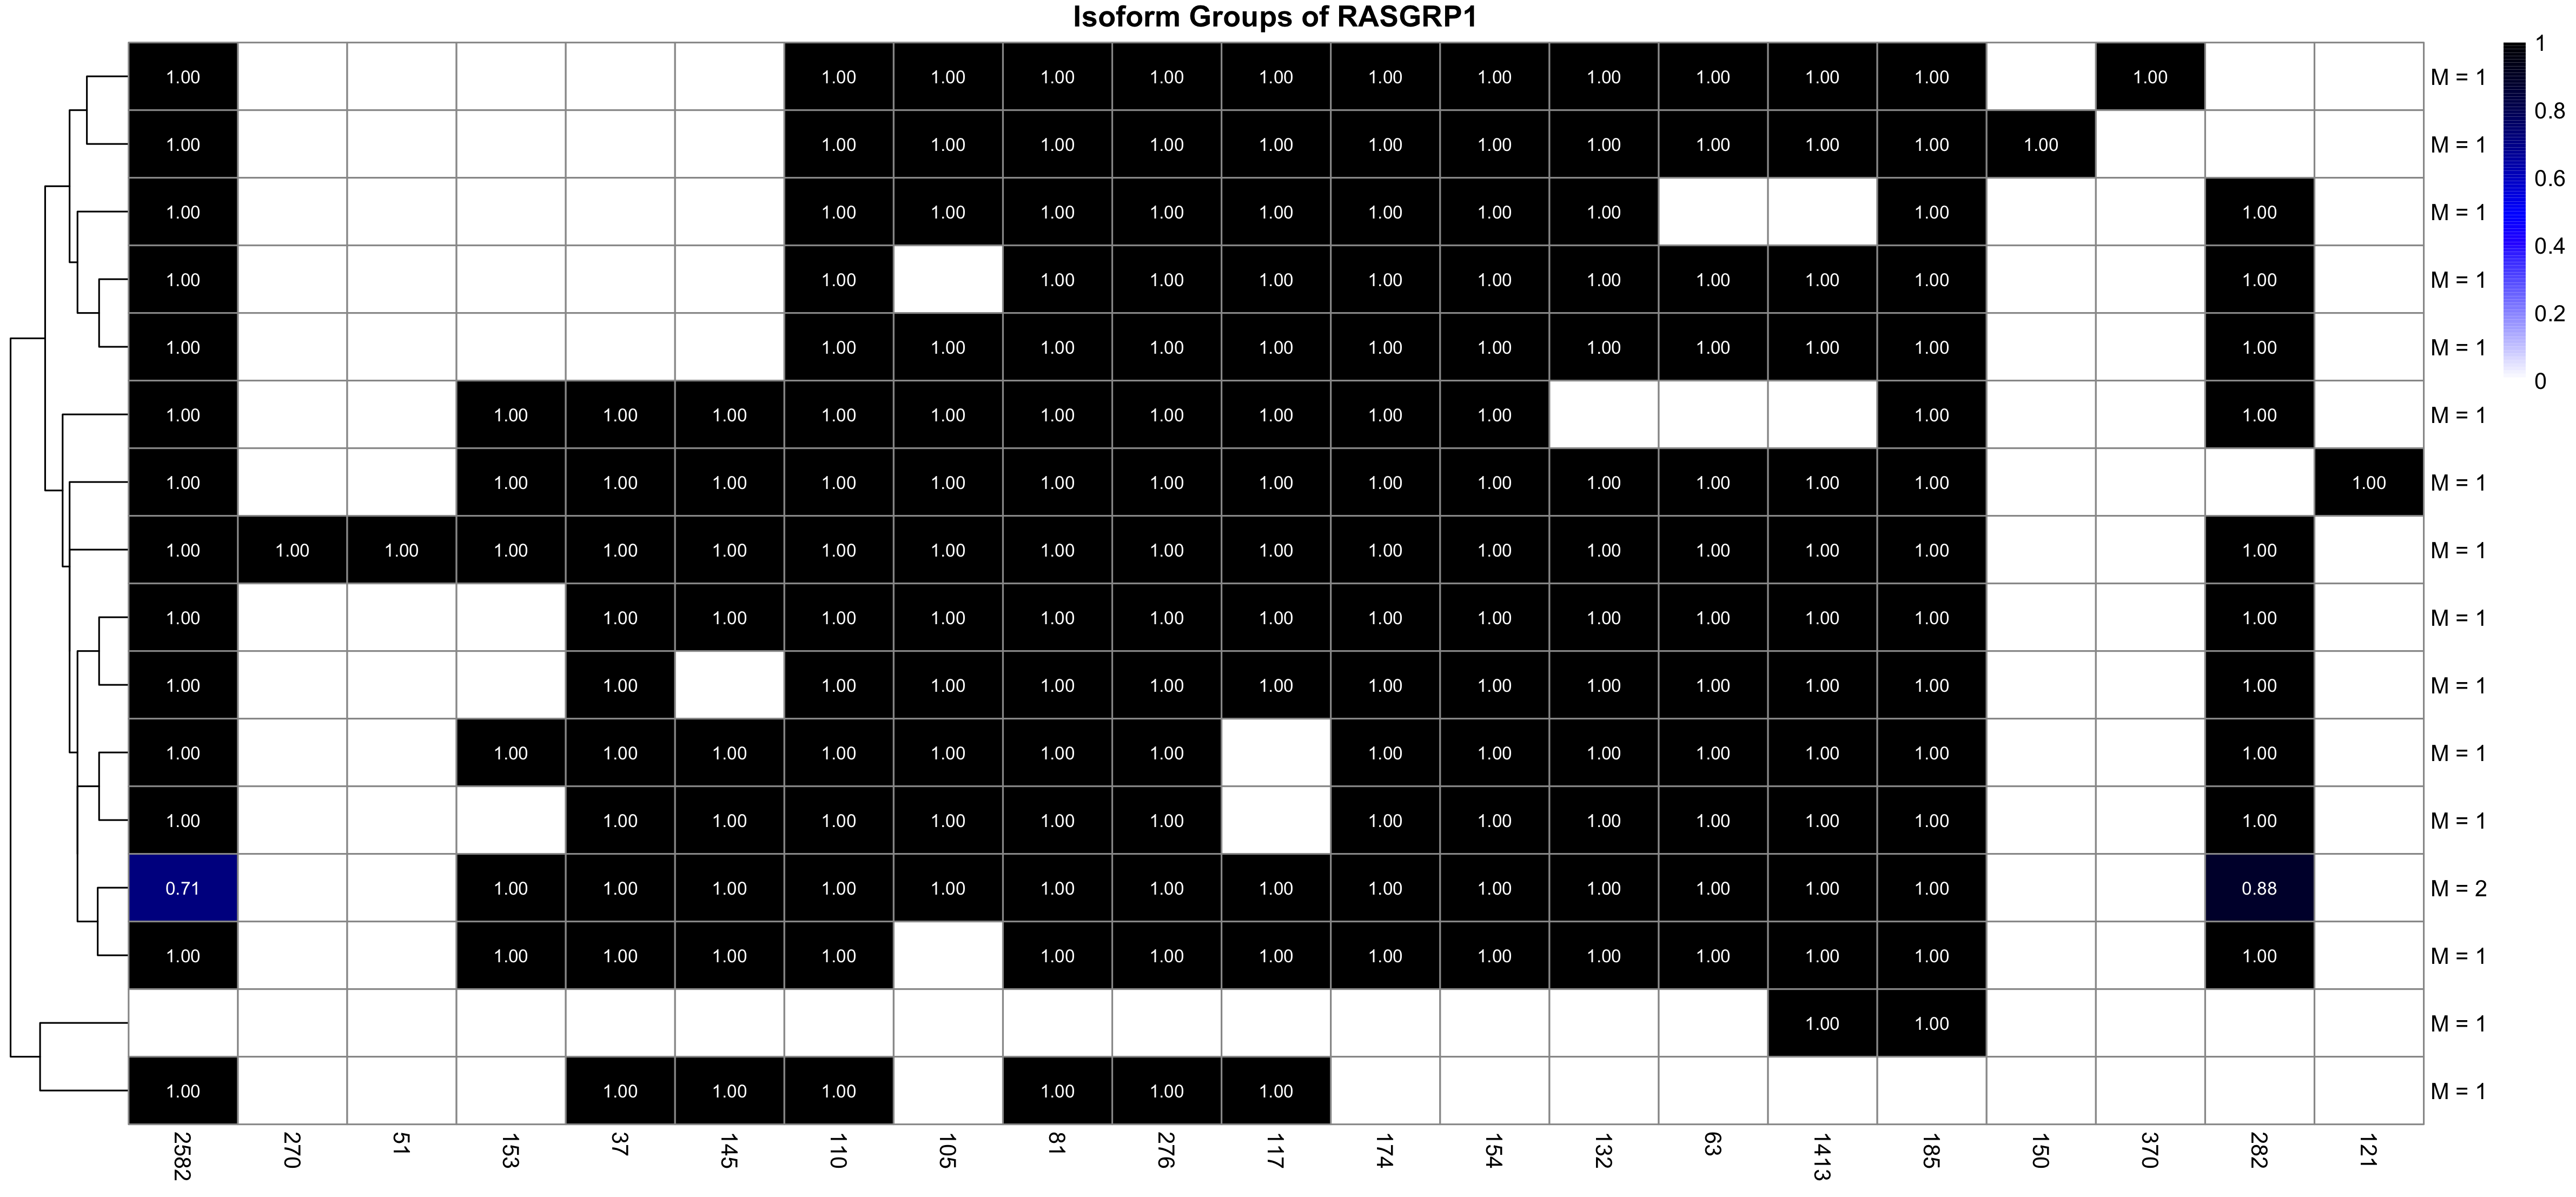 Isoform Groups of RASGRP1
1.00 1.00 1.00 1.00 1.00 1.00 1.00 1.00 1.00 1.00 1.00 1.00 1.00 M = 1
1.00 1.00 1.00 1.00 1.00 1.00 1.00 1.00 1.00 1.00 1.00 1.00 1.00 M = 1
1.00 1.00 1.00 1.00 1.00 1.00 1.00 1.00 1.00 1.00 1.00 M = 1
1.00 1.00 1.00 1.00 1.00 1.00 1.00 1.00 1.00 1.00 1.00 1.00 M = 1
1.00 1.00 1.00 1.00 1.00 1.00 1.00 1.00 1.00 1.00 1.00 1.00 1.00 M = 1
1.00 1.00 1.00 1.00 1.00 1.00 1.00 1.00 1.00 1.00 1.00 1.00 1.00 M = 1
1.00 1.00 1.00 1.00 1.00 1.00 1.00 1.00 1.00 1.00 1.00 1.00 1.00 1.00 1.00 1.00 M = 1
1.00 1.00 1.00 1.00 1.00 1.00 1.00 1.00 1.00 1.00 1.00 1.00 1.00 1.00 1.00 1.00 1.00 1.00 M = 1
1.00 1.00 1.00 1.00 1.00 1.00 1.00 1.00 1.00 1.00 1.00 1.00 1.00 1.00 1.00 M = 1
1.00 1.00 1.00 1.00 1.00 1.00 1.00 1.00 1.00 1.00 1.00 1.00 1.00 1.00 M = 1
1.00 1.00 1.00 1.00 1.00 1.00 1.00 1.00 1.00 1.00 1.00 1.00 1.00 1.00 1.00 M = 1
1.00 1.00 1.00 1.00 1.00 1.00 1.00 1.00 1.00 1.00 1.00 1.00 1.00 1.00 M = 1
0.71 1.00 1.00 1.00 1.00 1.00 1.00 1.00 1.00 1.00 1.00 1.00 1.00 1.00 1.00 0.88 M = 2
1.00 1.00 1.00 1.00 1.00 1.00 1.00 1.00 1.00 1.00 1.00 1.00 1.00 1.00 1.00 M = 1
1.00 1.00 M = 1
1.00 1.00 1.00 1.00 1.00 1.00 1.00 M = 1
2582 270 51 153 37 145 110 105 81 276 117 174 154 132 63 1413 185 150 370 282 121
1
0.8
0.6
0.4
0.2
0